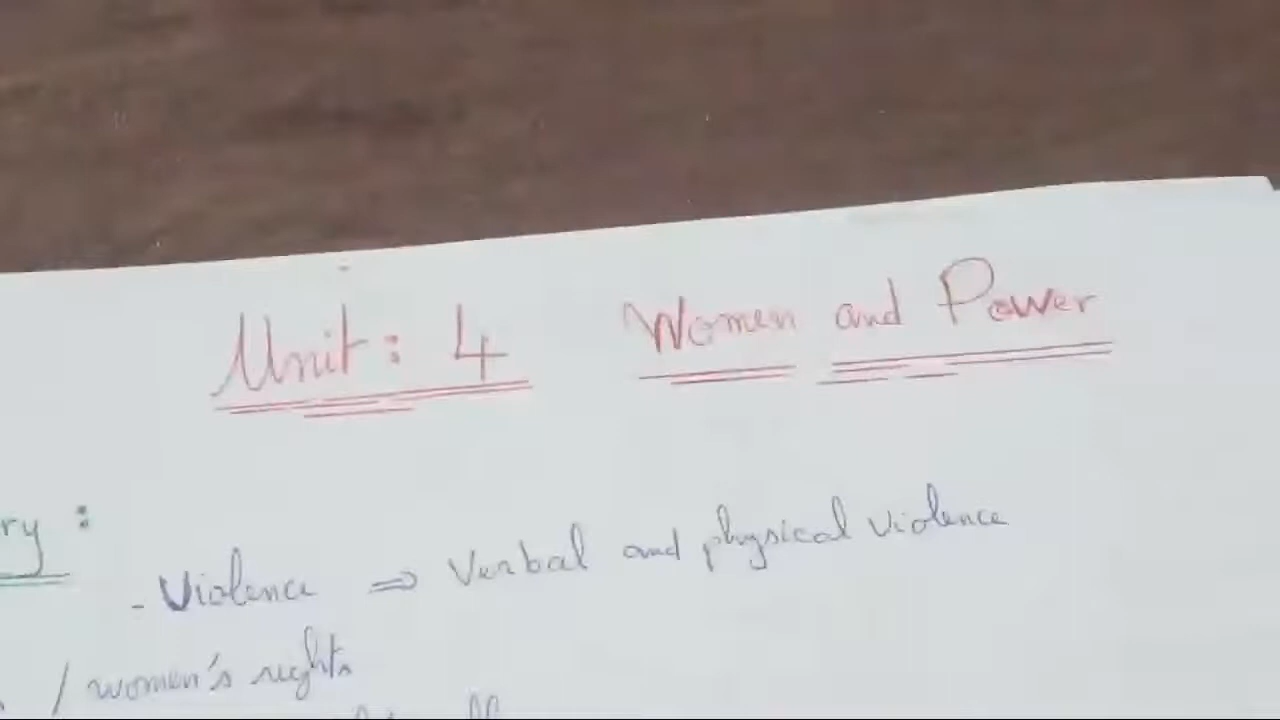 Unit: 4 Women and Power
ry :
- Violence ⇒ Verbal and physical violence
/ women's rights